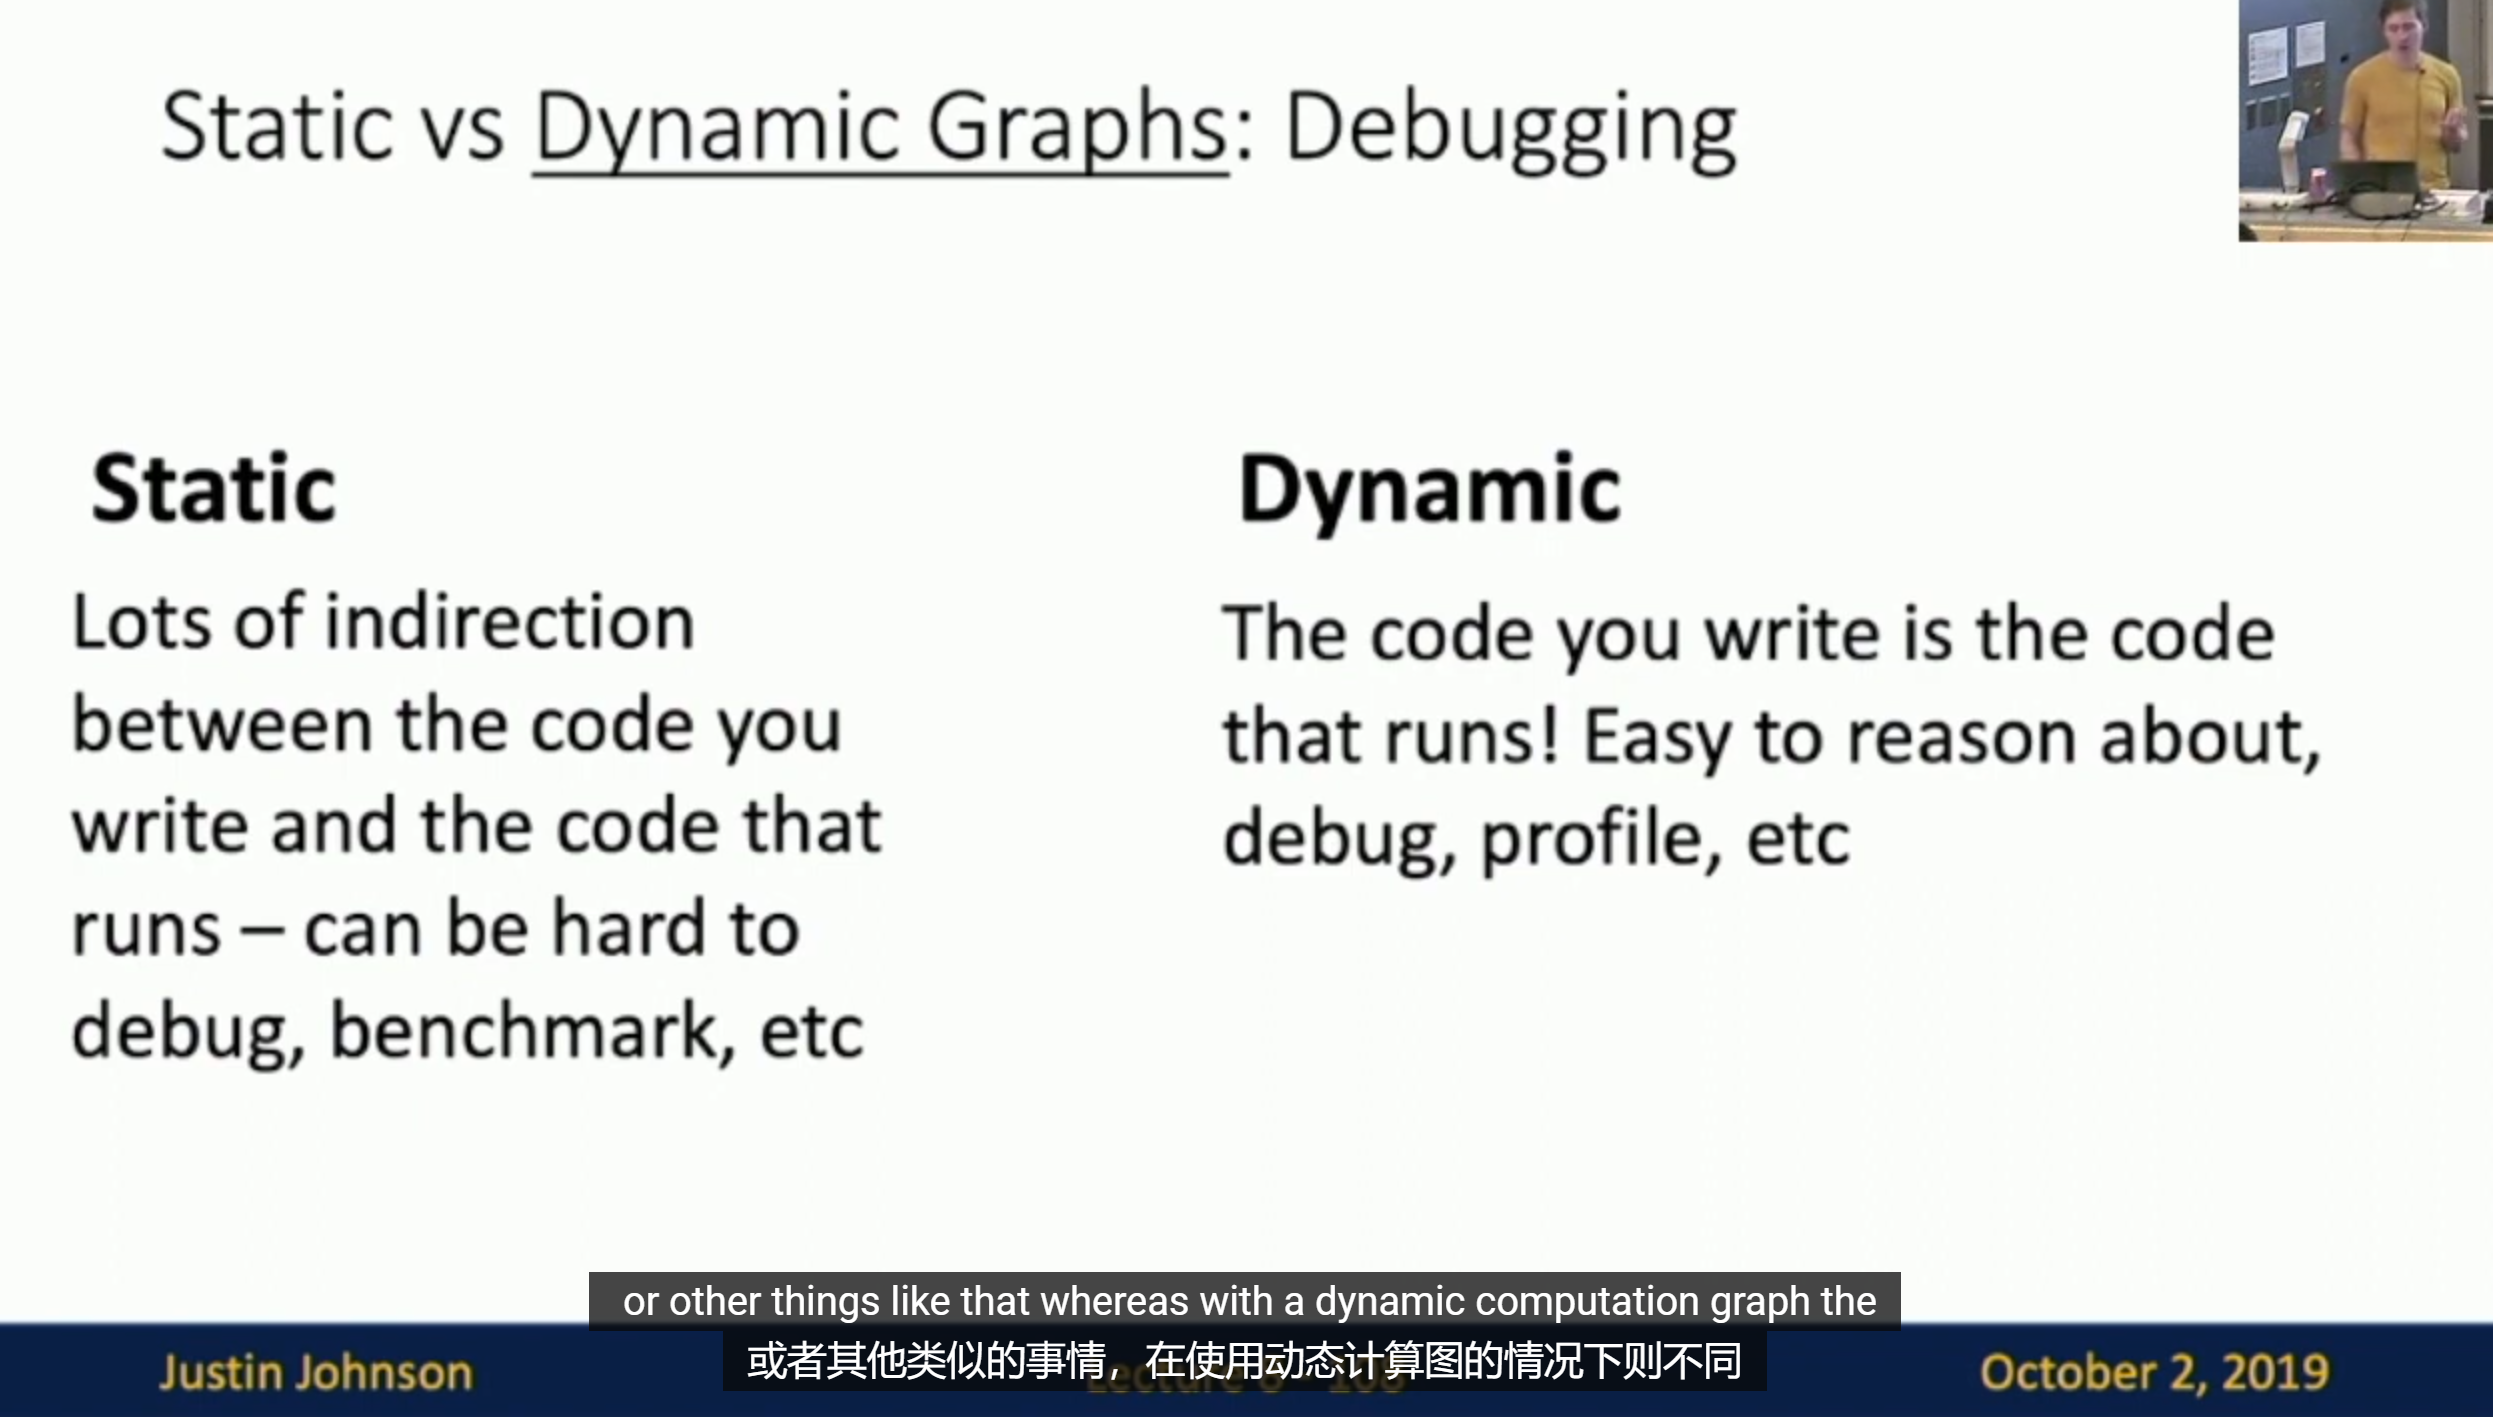 Static vs Dynamic Graphs: Debugging
Static
Lots of indirection
between the code you
write and the code that
runs – can be hard to
debug, benchmark, etc
Dynamic
The code you write is the code
that runs! Easy to reason about,
debug, profile, etc
or other things like that whereas with a dynamic computation graph the
或者其他类似的事情，在使用动态计算图的情况下则不同
Justin Johnson
October 2, 2019